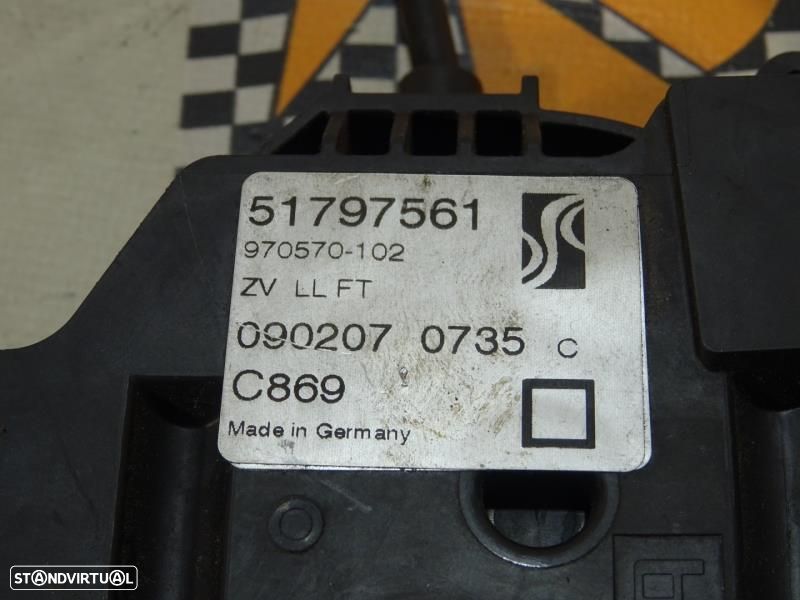 51797561
970570-102
ZV LL FT
090207 0735 C
C869
Made in Germany
STANDVIRTUAL